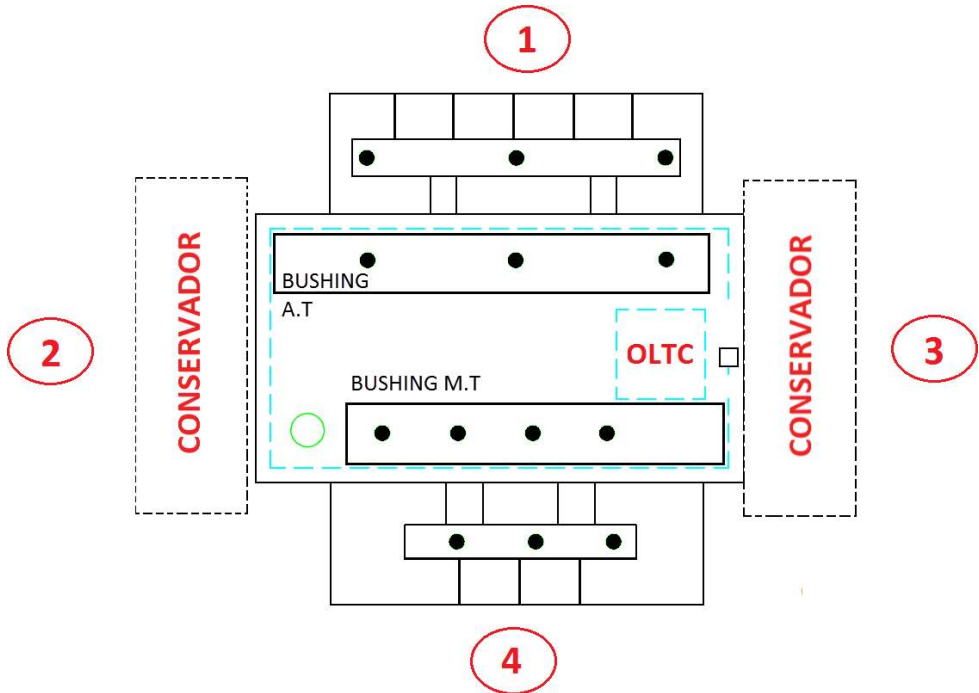 1
CONSERVADOR
BUSHING
A.T
2
OLTC
CONSERVADOR
3
BUSHING M.T
4